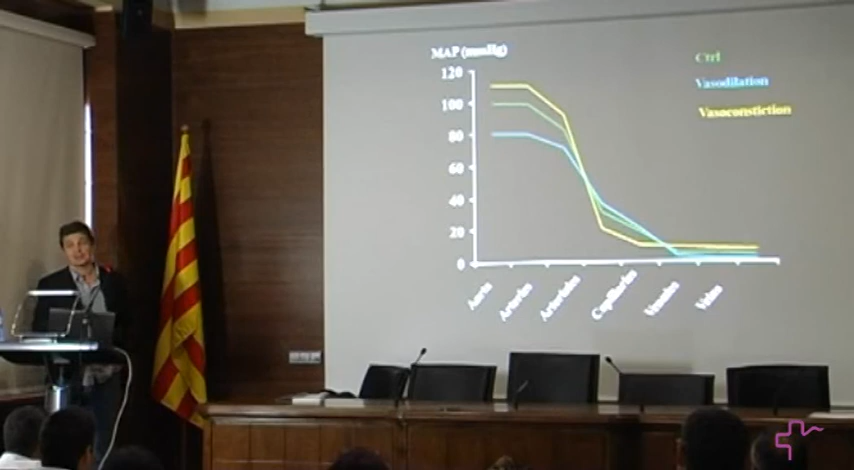 MAP (mmHg)
Ctrl
Vasodilation
Vasoconstiction
120
100
80
60
40
20
0
Aorta
Arteries
Arterioles
Capillaries
Venules
Veins